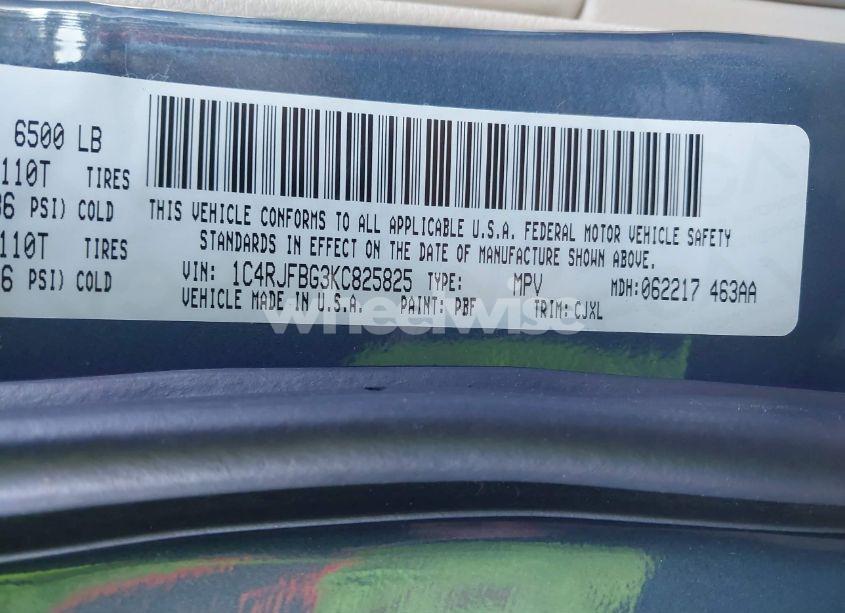 6500 LB
110T TIRES
36 PSI) COLD
110T TIRES
6 PSI) COLD
THIS VEHICLE CONFORMS TO ALL APPLICABLE U.S.A. FEDERAL MOTOR VEHICLE SAFETY
STANDARDS IN EFFECT ON THE DATE OF MANUFACTURE SHOWN ABOVE.
VIN: 1C4RJFBG3KC825825 TYPE: MPV MDH:062217 463AA
VEHICLE MADE IN U.S.A. PAINT: PBF TRIM: CJXL
wheelwise